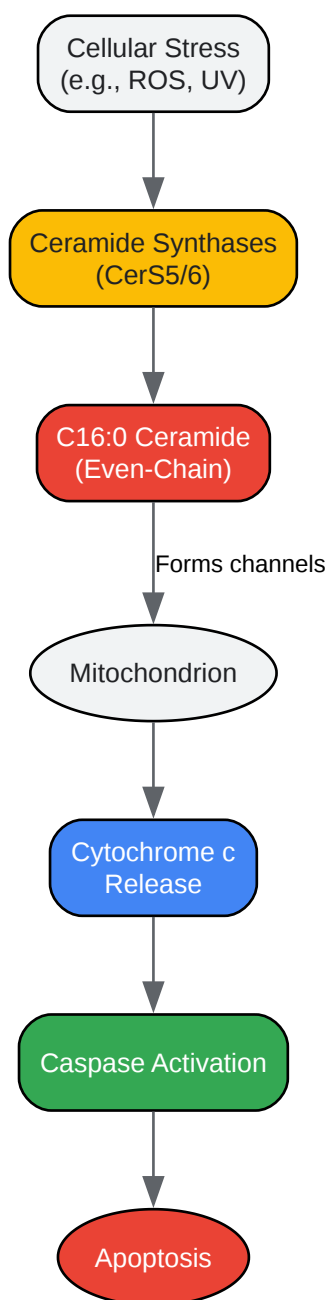 Cellular Stress
(e.g., ROS, UV)
Ceramide Synthases
(CerS5/6)
C16:0 Ceramide
(Even-Chain)
Forms channels
Mitochondrion
Cytochrome c
Release
Caspase Activation
Apoptosis